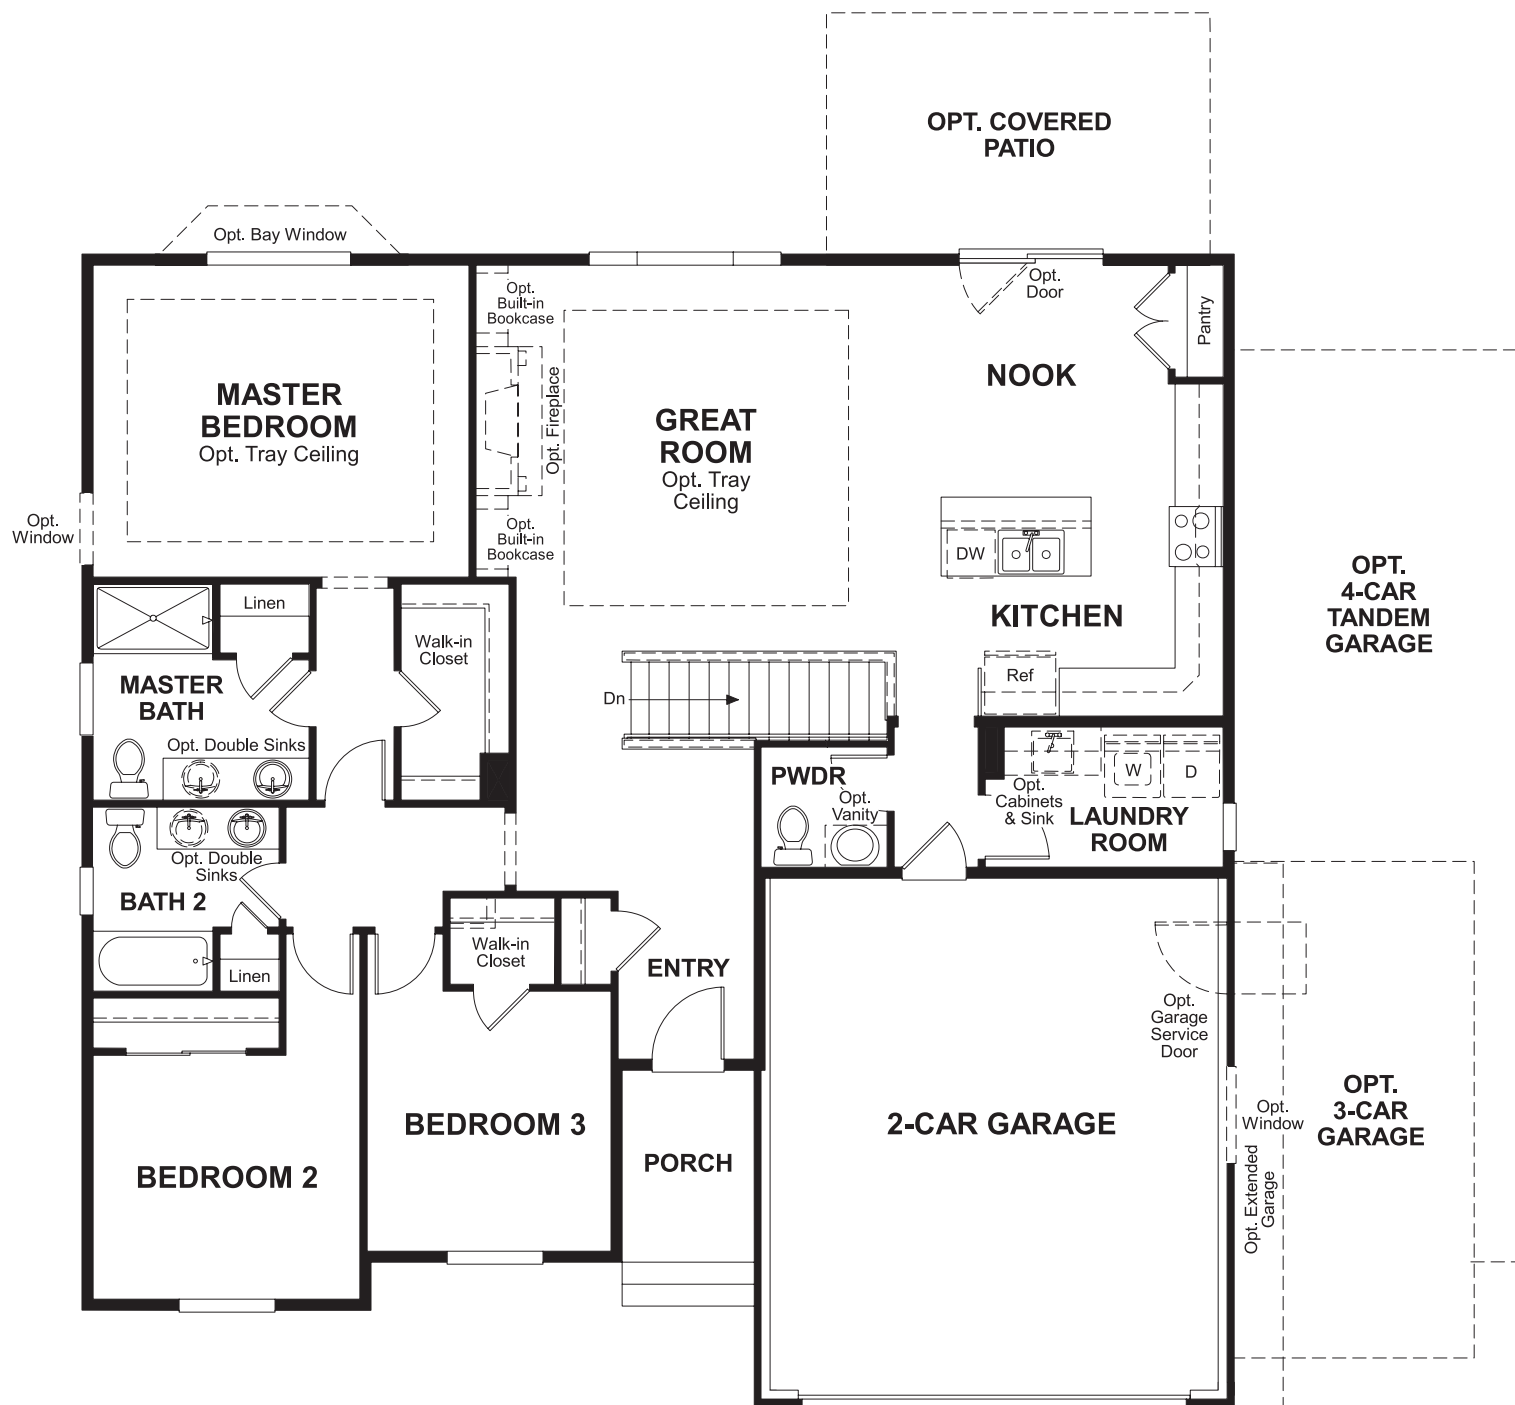 OPT. COVERED
PATIO
Opt. Bay Window
Opt.
Built-in
Bookcase
Opt.
Door
Pantry
MASTER
BEDROOM
Opt. Tray Ceiling
Opt. Fireplace
GREAT
ROOM
Opt. Tray
Ceiling
NOOK
Opt.
Window
Opt.
Built-in
Bookcase
DW
KITCHEN
OPT.
4-CAR
TANDEM
GARAGE
Linen
Walk-in
Closet
MASTER
BATH
Dn
Ref
Opt. Double Sinks
PWDR
Opt.
Vanity
Opt.
Cabinets
& Sink
W
D
LAUNDRY
ROOM
Opt. Double
Sinks
BATH 2
Linen
Walk-in
Closet
ENTRY
Opt.
Garage
Service
Door
BEDROOM 3
2-CAR GARAGE
Opt.
Window
OPT.
3-CAR
GARAGE
BEDROOM 2
PORCH
Opt. Extended
Garage